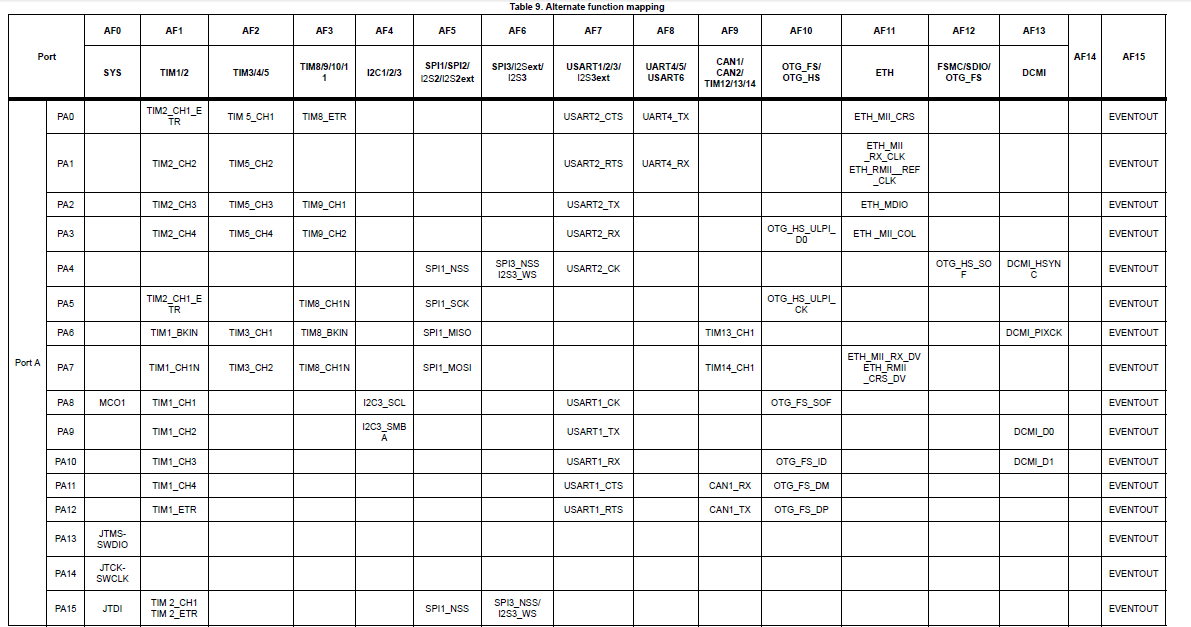 Table 9. Alternate function mapping
Port AF0 AF1 AF2 AF3 AF4 AF5 AF6 AF7 AF8 AF9 AF10 AF11 AF12 AF13 AF14 AF15
SYS TIM1/2 TIM3/4/5 TIM8/9/10/11 I2C1/2/3 SPI1/SPI2/I2S2/I2S2ext SPI3/I2Sext/I2S3 USART1/2/3/I2S3ext UART4/5/USART6 CAN1/CAN2/TIM12/13/14 OTG_FS/OTG_HS ETH FSMC/SDIO/OTG_FS DCMI
Port A
PA0 TIM2_CH1_ETR TIM 5_CH1 TIM8_ETR USART2_CTS UART4_TX ETH_MII_CRS EVENTOUT
PA1 TIM2_CH2 TIM5_CH2 USART2_RTS UART4_RX ETH_MII_RX_CLK ETH_RMII__REF_CLK EVENTOUT
PA2 TIM2_CH3 TIM5_CH3 TIM9_CH1 USART2_TX ETH_MDIO EVENTOUT
PA3 TIM2_CH4 TIM5_CH4 TIM9_CH2 USART2_RX OTG_HS_ULPI_D0 ETH _MII_COL EVENTOUT
PA4 SPI1_NSS SPI3_NSS I2S3_WS USART2_CK OTG_HS_SOF DCMI_HSYNC EVENTOUT
PA5 TIM2_CH1_ETR TIM8_CH1N SPI1_SCK OTG_HS_ULPI_CK EVENTOUT
PA6 TIM1_BKIN TIM3_CH1 TIM8_BKIN SPI1_MISO TIM13_CH1 DCMI_PIXCK EVENTOUT
PA7 TIM1_CH1N TIM3_CH2 TIM8_CH1N SPI1_MOSI TIM14_CH1 ETH_MII_RX_DV ETH_RMII_CRS_DV EVENTOUT
PA8 MCO1 TIM1_CH1 I2C3_SCL USART1_CK OTG_FS_SOF EVENTOUT
PA9 TIM1_CH2 I2C3_SMBA USART1_TX DCMI_D0 EVENTOUT
PA10 TIM1_CH3 USART1_RX OTG_FS_ID DCMI_D1 EVENTOUT
PA11 TIM1_CH4 USART1_CTS CAN1_RX OTG_FS_DM EVENTOUT
PA12 TIM1_ETR USART1_RTS CAN1_TX OTG_FS_DP EVENTOUT
PA13 JTMS-SWDIO EVENTOUT
PA14 JTCK-SWCLK EVENTOUT
PA15 JTDI TIM 2_CH1 TIM 2_ETR SPI1_NSS SPI3_NSS/I2S3_WS EVENTOUT